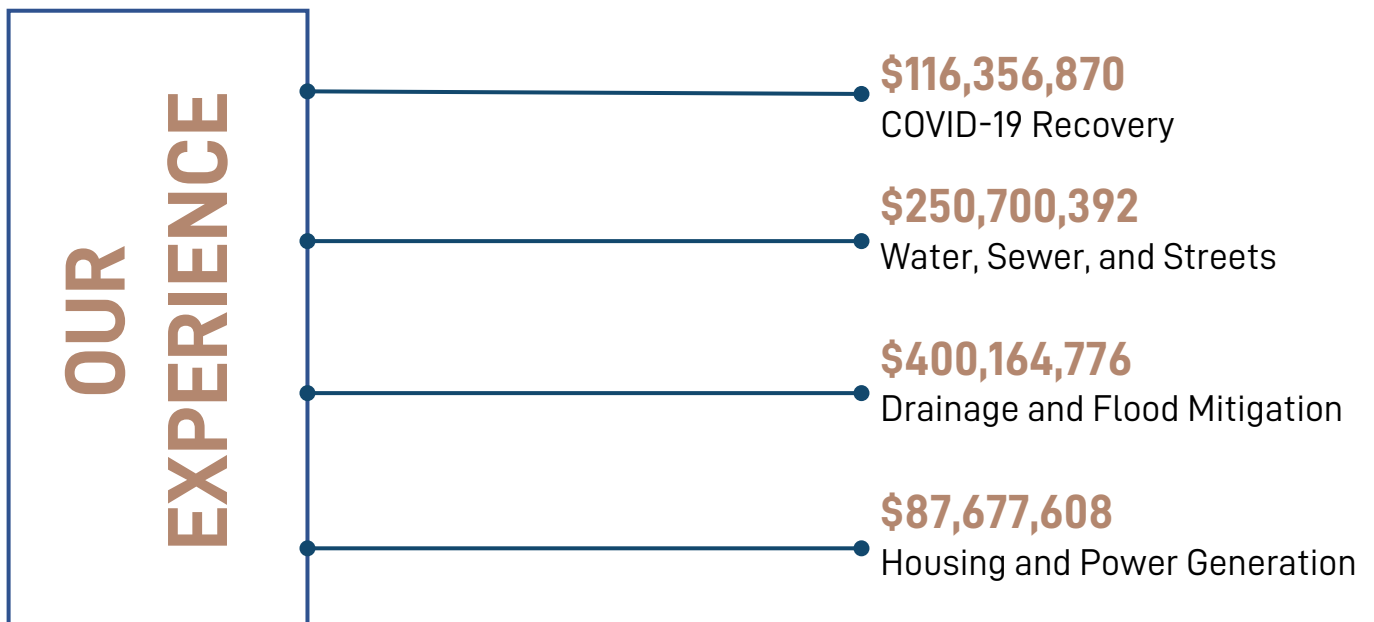 OUR
EXPERIENCE
$116,356,870
COVID-19 Recovery
$250,700,392
Water, Sewer, and Streets
$400,164,776
Drainage and Flood Mitigation
$87,677,608
Housing and Power Generation